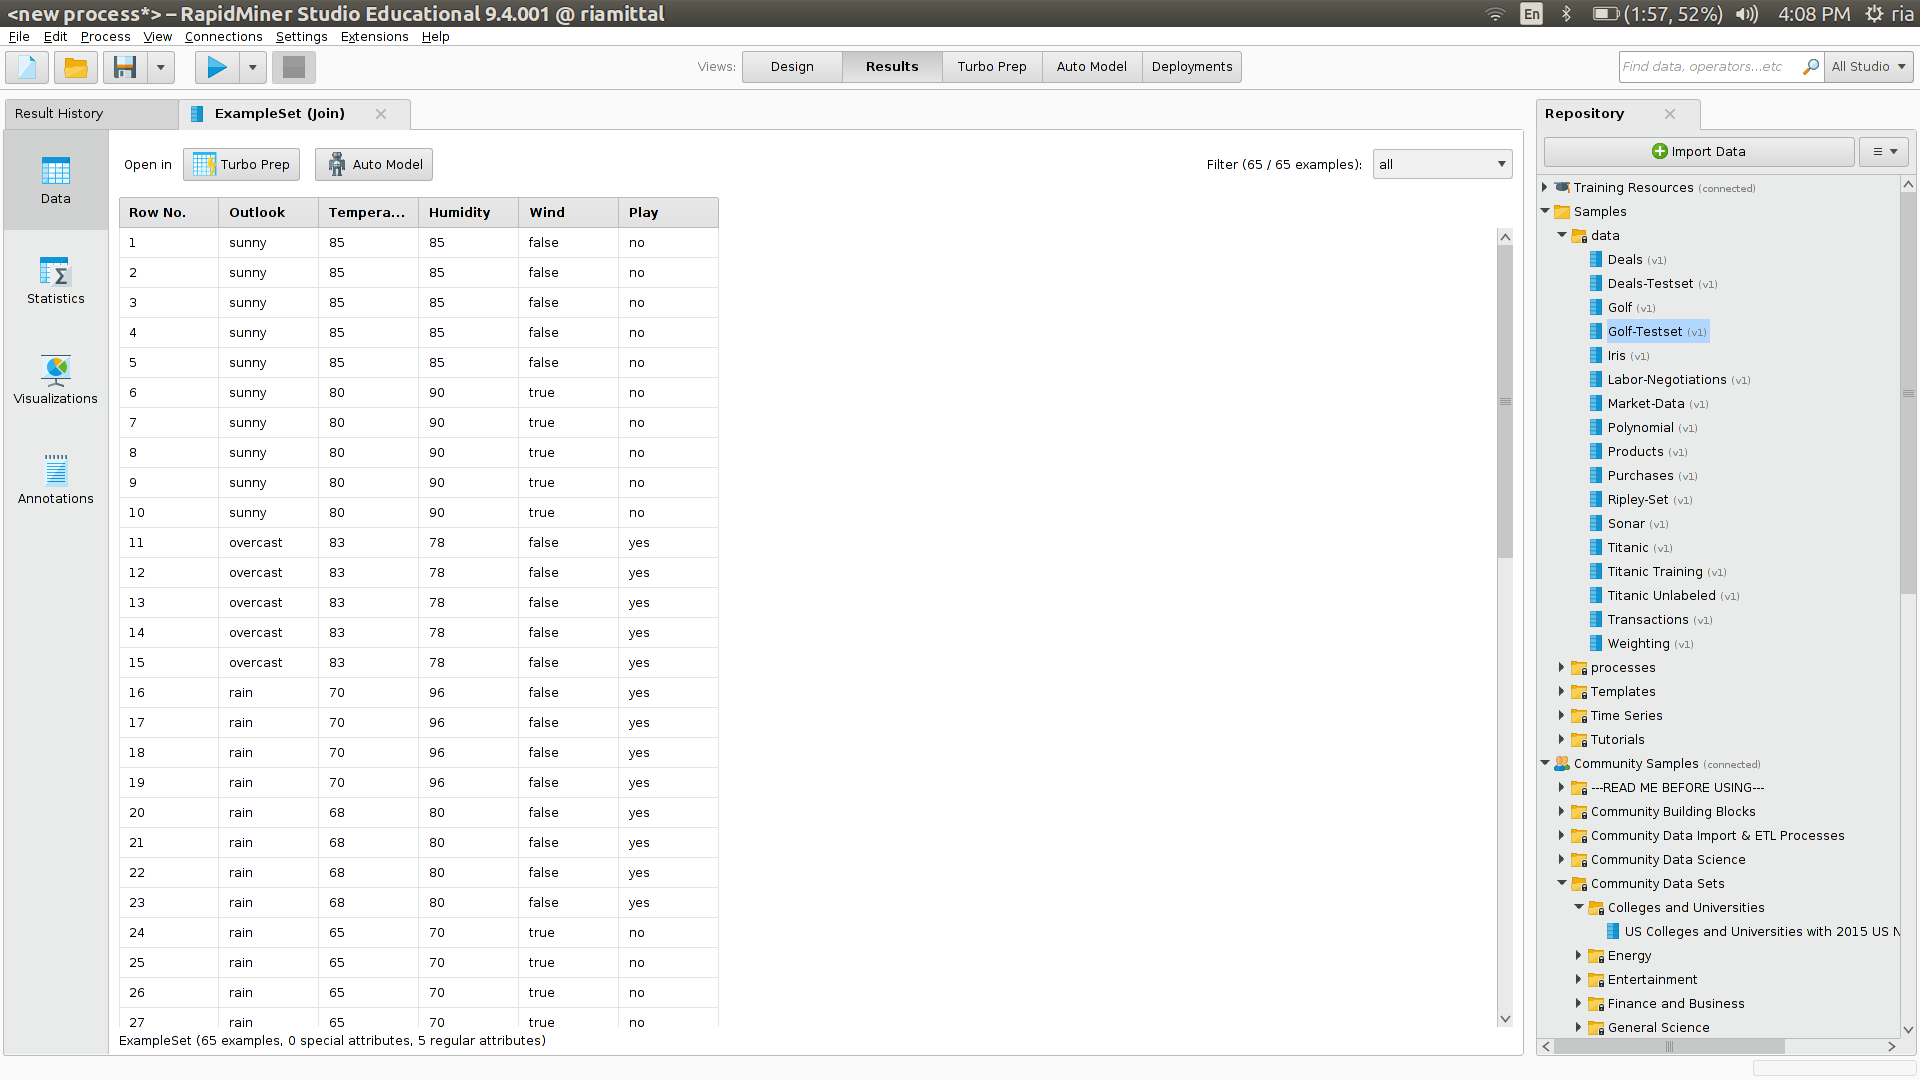 <new process*> – RapidMiner Studio Educational 9.4.001 @ riamittal
En (1:57, 52%) 4:08 PM ria
File Edit Process View Connections Settings Extensions Help
Views: Design Results Turbo Prep Auto Model Deployments
Find data, operators...etc All Studio
Result History
ExampleSet (Join)
Data
Statistics
Visualizations
Annotations
Open in Turbo Prep Auto Model
Filter (65 / 65 examples): all
Row No. Outlook Tempera... Humidity Wind Play
1 sunny 85 85 false no
2 sunny 85 85 false no
3 sunny 85 85 false no
4 sunny 85 85 false no
5 sunny 85 85 false no
6 sunny 80 90 true no
7 sunny 80 90 true no
8 sunny 80 90 true no
9 sunny 80 90 true no
10 sunny 80 90 true no
11 overcast 83 78 false yes
12 overcast 83 78 false yes
13 overcast 83 78 false yes
14 overcast 83 78 false yes
15 overcast 83 78 false yes
16 rain 70 96 false yes
17 rain 70 96 false yes
18 rain 70 96 false yes
19 rain 70 96 false yes
20 rain 68 80 false yes
21 rain 68 80 false yes
22 rain 68 80 false yes
23 rain 68 80 false yes
24 rain 65 70 true no
25 rain 65 70 true no
26 rain 65 70 true no
27 rain 65 70 true no
ExampleSet (65 examples, 0 special attributes, 5 regular attributes)
Repository
Import Data
Training Resources (connected)
Samples
data
Deals (v1)
Deals-Testset (v1)
Golf (v1)
Golf-Testset (v1)
Iris (v1)
Labor-Negotiations (v1)
Market-Data (v1)
Polynomial (v1)
Products (v1)
Purchases (v1)
Ripley-Set (v1)
Sonar (v1)
Titanic (v1)
Titanic Training (v1)
Titanic Unlabeled (v1)
Transactions (v1)
Weighting (v1)
processes
Templates
Time Series
Tutorials
Community Samples (connected)
---READ ME BEFORE USING---
Community Building Blocks
Community Data Import & ETL Processes
Community Data Science
Community Data Sets
Colleges and Universities
US Colleges and Universities with 2015 US N
Energy
Entertainment
Finance and Business
General Science